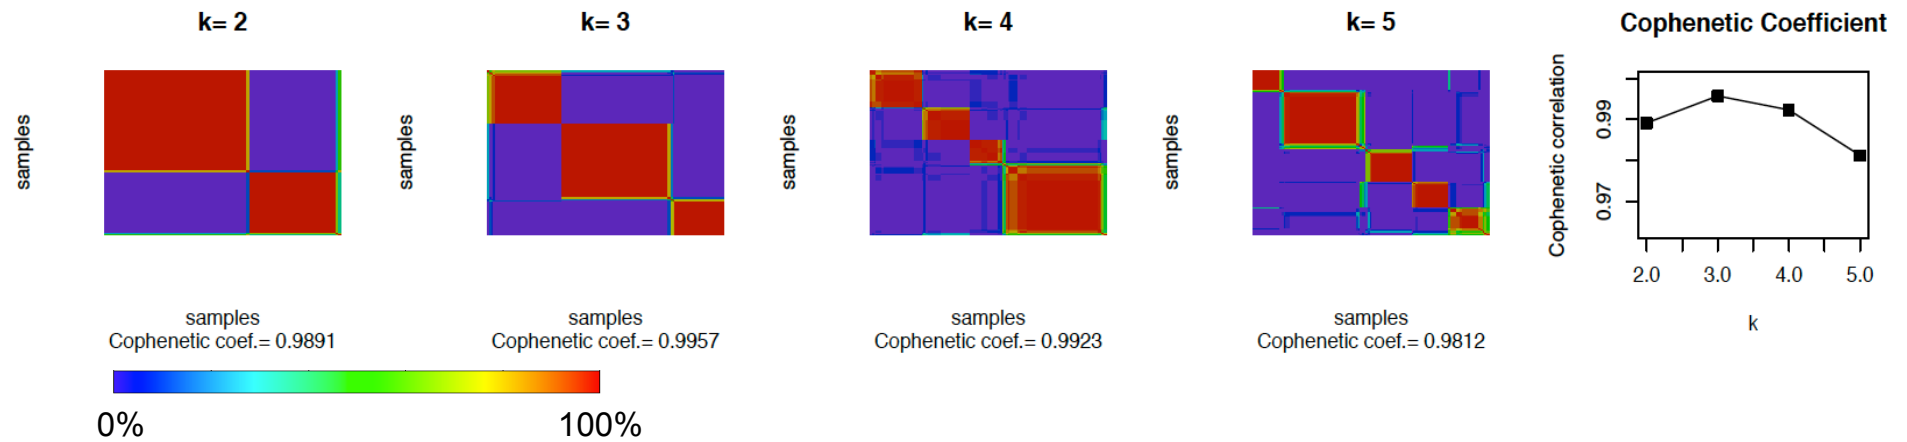 k= 2
samples
samples
Cophenetic coef.= 0.9891
k= 3
samples
samples
Cophenetic coef.= 0.9957
k= 4
samples
samples
Cophenetic coef.= 0.9923
k= 5
samples
samples
Cophenetic coef.= 0.9812
Cophenetic Coefficient
Cophenetic correlation
0.99
0.97
2.0 3.0 4.0 5.0
k
0% 100%